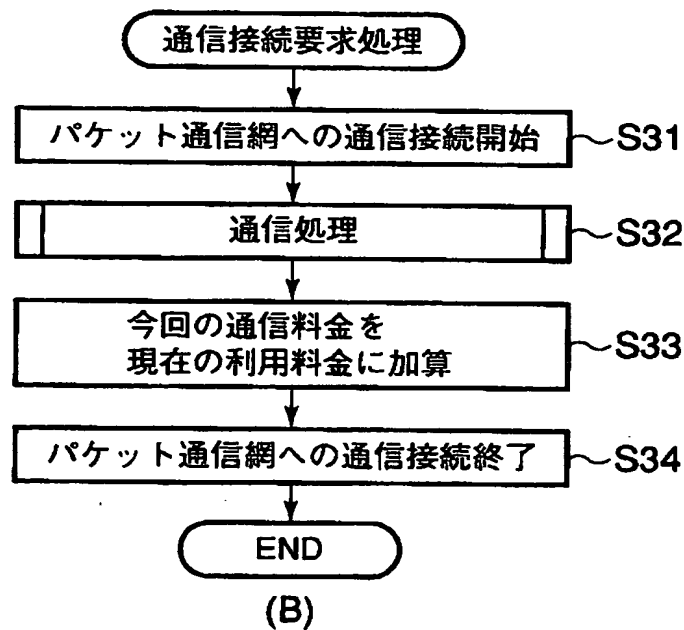 通信接続要求処理
パケット通信網への通信接続開始
S31
通信処理
S32
今回の通信料金を
現在の利用料金に加算
S33
パケット通信網への通信接続終了
S34
END
(B)